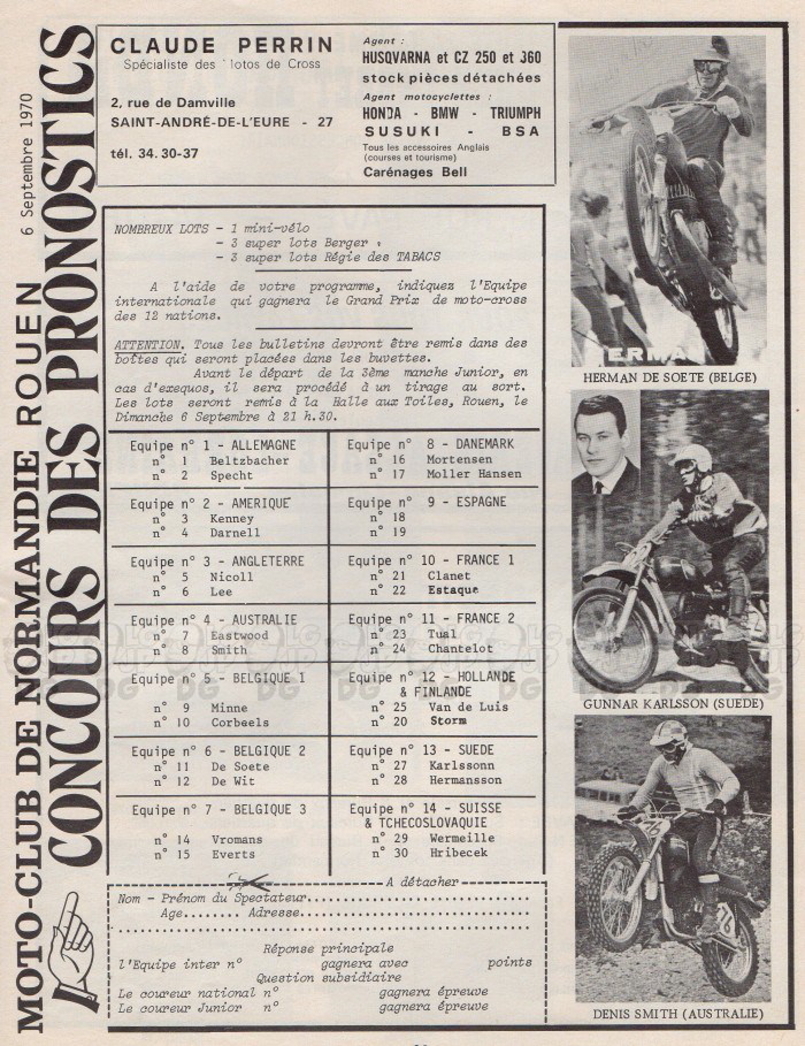 6 Septembre 1970
MOTO-CLUB DE NORMANDIE ROUEN
CONCOURS DES PRONOSTICS
CLAUDE PERRIN
Spécialiste des Motos de Cross
2, rue de Damville
SAINT-ANDRÉ-DE-L'EURE - 27
tél. 34.30-37
Agent :
HUSQVARNA et CZ 250 et 360
stock pièces détachées
Agent motocyclettes :
HONDA - BMW - TRIUMPH
SUSUKI - BSA
Tous les accessoires Anglais
(courses et tourisme)
Carénages Bell
NOMBREUX LOTS - 1 mini-vélo
- 3 super lots Berger .
- 3 super lots Régie des TABACS
A l'aide de votre programme, indiquez l'Equipe
internationale qui gagnera le Grand Prix de moto-cross
des 12 nations.
ATTENTION. Tous les bulletins devront être remis dans des
boîtes qui seront placées dans les buvettes.
Avant le départ de la 3ème manche Junior, en
cas d'exequos, il sera procédé à un tirage au sort.
Les lots seront remis à la Halle aux Toiles, Rouen, le
Dimanche 6 Septembre à 21 h.30.
Equipe n° 1 - ALLEMAGNE
n° 1 Beltzbacher
n° 2 Specht
Equipe n° 2 - AMERIQUE
n° 3 Kenney
n° 4 Darnell
Equipe n° 3 - ANGLETERRE
n° 5 Nicoll
n° 6 Lee
Equipe n° 4 - AUSTRALIE
n° 7 Eastwood
n° 8 Smith
Equipe n° 5 - BELGIQUE 1
n° 9 Minne
n° 10 Corbeels
Equipe n° 6 - BELGIQUE 2
n° 11 De Soete
n° 12 De Wit
Equipe n° 7 - BELGIQUE 3
n° 14 Vromans
n° 15 Everts
Equipe n° 8 - DANEMARK
n° 16 Mortensen
n° 17 Moller Hansen
Equipe n° 9 - ESPAGNE
n° 18
n° 19
Equipe n° 10 - FRANCE 1
n° 21 Clanet
n° 22 Estaque
Equipe n° 11 - FRANCE 2
n° 23 Tual
n° 24 Chantelot
Equipe n° 12 - HOLLANDE
& FINLANDE
n° 25 Van de Luis
n° 20 Storm
Equipe n° 13 - SUEDE
n° 27 Karlssonn
n° 28 Hermansson
Equipe n° 14 - SUISSE
& TCHECOSLOVAQUIE
n° 29 Wermeille
n° 30 Hribecek
A détacher
Nom - Prénom du Spectateur..............................
Age........ Adresse..............................
........................................
Réponse principale
l'Equipe inter n° gagnera avec points
Question subsidiaire
Le coureur national n° gagnera épreuve
Le coureur Junior n° gagnera épreuve
HERMAN DE SOETE (BELGE)
GUNNAR KARLSSON (SUEDE)
DENIS SMITH (AUSTRALIE)